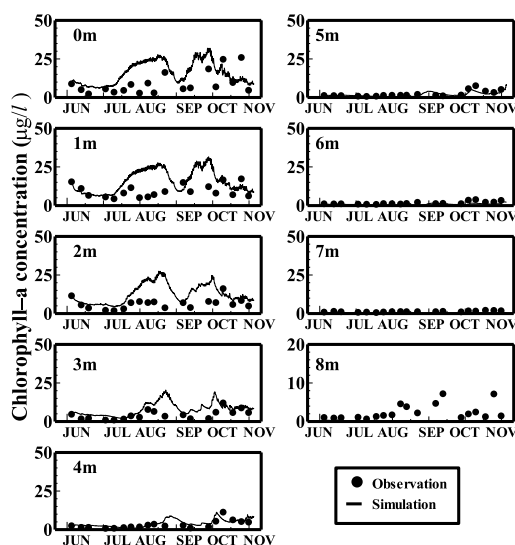 Chlorophyll-a concentration (μg/l)
50
25
0
0m
JUN JUL AUG SEP OCT NOV
50
25
0
1m
JUN JUL AUG SEP OCT NOV
50
25
0
2m
JUN JUL AUG SEP OCT NOV
50
25
0
3m
JUN JUL AUG SEP OCT NOV
50
25
0
4m
JUN JUL AUG SEP OCT NOV
50
25
0
5m
JUN JUL AUG SEP OCT NOV
50
25
0
6m
JUN JUL AUG SEP OCT NOV
50
25
0
7m
JUN JUL AUG SEP OCT NOV
20
10
0
8m
JUN JUL AUG SEP OCT NOV
Observation
Simulation